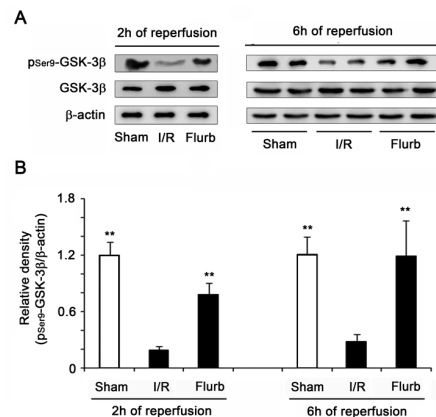 A
2h of reperfusion
6h of reperfusion
pSer9-GSK-3β
GSK-3β
β-actin
Sham I/R Flurb
Sham I/R Flurb
B
Relative density
(pSer9-GSK-3β/β-actin)
1.8
1.2
0.6
0
** ** ** **
Sham I/R Flurb Sham I/R Flurb
2h of reperfusion 6h of reperfusion